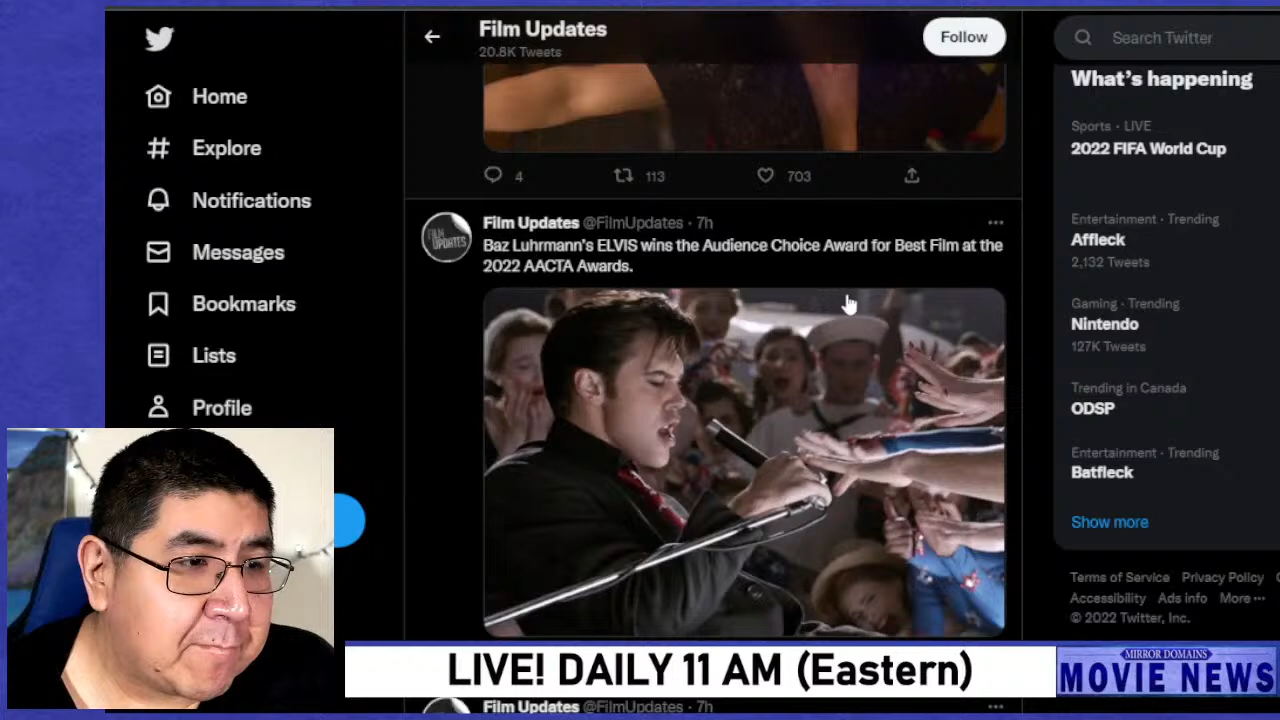 Film Updates
20.8K Tweets
Follow
Search Twitter
Home
Explore
Notifications
Messages
Bookmarks
Lists
Profile
4
113
703
Film Updates @FilmUpdates · 7h
Baz Luhrmann's ELVIS wins the Audience Choice Award for Best Film at the
2022 AACTA Awards.
FILM
UPDATES
What's happening
Sports · LIVE
2022 FIFA World Cup
Entertainment · Trending
Affleck
2,132 Tweets
Gaming · Trending
Nintendo
127K Tweets
Trending in Canada
ODSP
Entertainment · Trending
Batfleck
Show more
Terms of Service Privacy Policy
Accessibility Ads info More ···
© 2022 Twitter, Inc.
LIVE! DAILY 11 AM (Eastern)
MIRROR DOMAINS
MOVIE NEWS
Film Updates @FilmUpdates · 7h